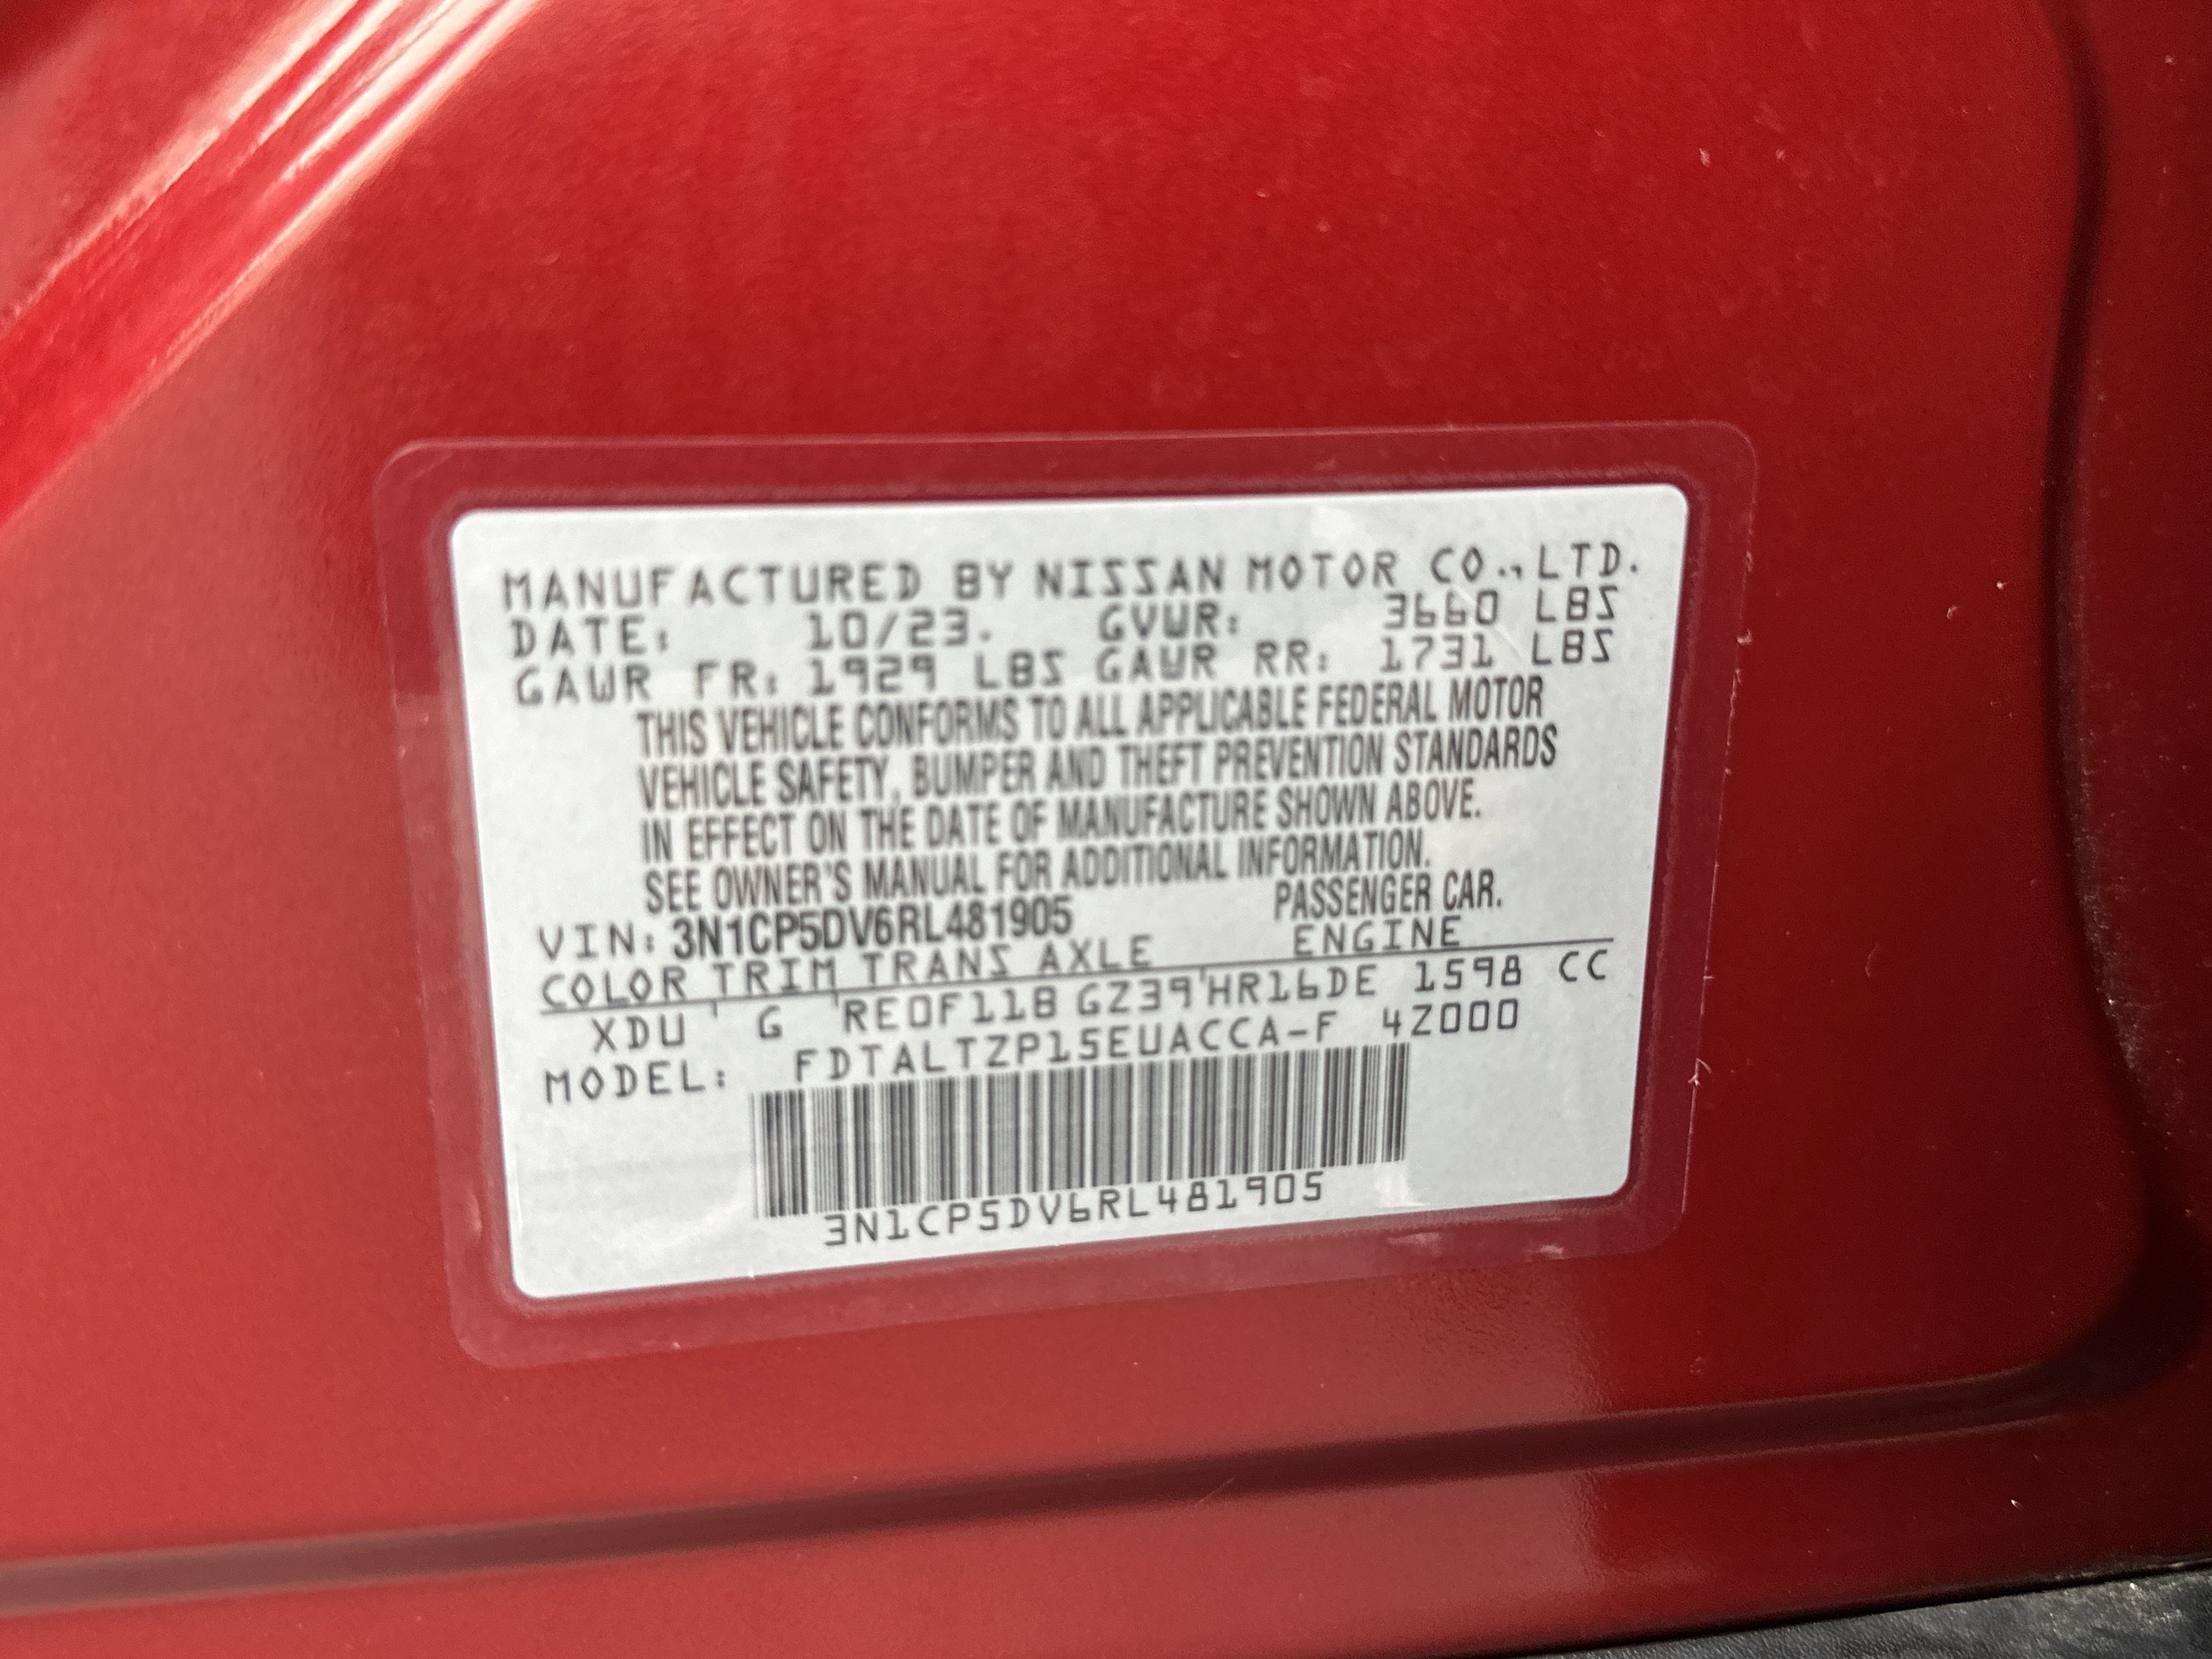 MANUFACTURED BY NISSAN MOTOR CO., LTD.
DATE: 10/23. GVWR: 3660 LBS
GAWR FR: 1929 LBS GAWR RR: 1731 LBS
THIS VEHICLE CONFORMS TO ALL APPLICABLE FEDERAL MOTOR
VEHICLE SAFETY, BUMPER AND THEFT PREVENTION STANDARDS
IN EFFECT ON THE DATE OF MANUFACTURE SHOWN ABOVE.
SEE OWNER'S MANUAL FOR ADDITIONAL INFORMATION.
VIN: 3N1CP5DV6RL481905 PASSENGER CAR.
COLOR TRIM TRANS AXLE ENGINE
XDU G RE0F11B GZ39 HR16DE 1598 CC
MODEL: FDTALTZP15EUACCA-F 4Z000
3N1CP5DV6RL481905